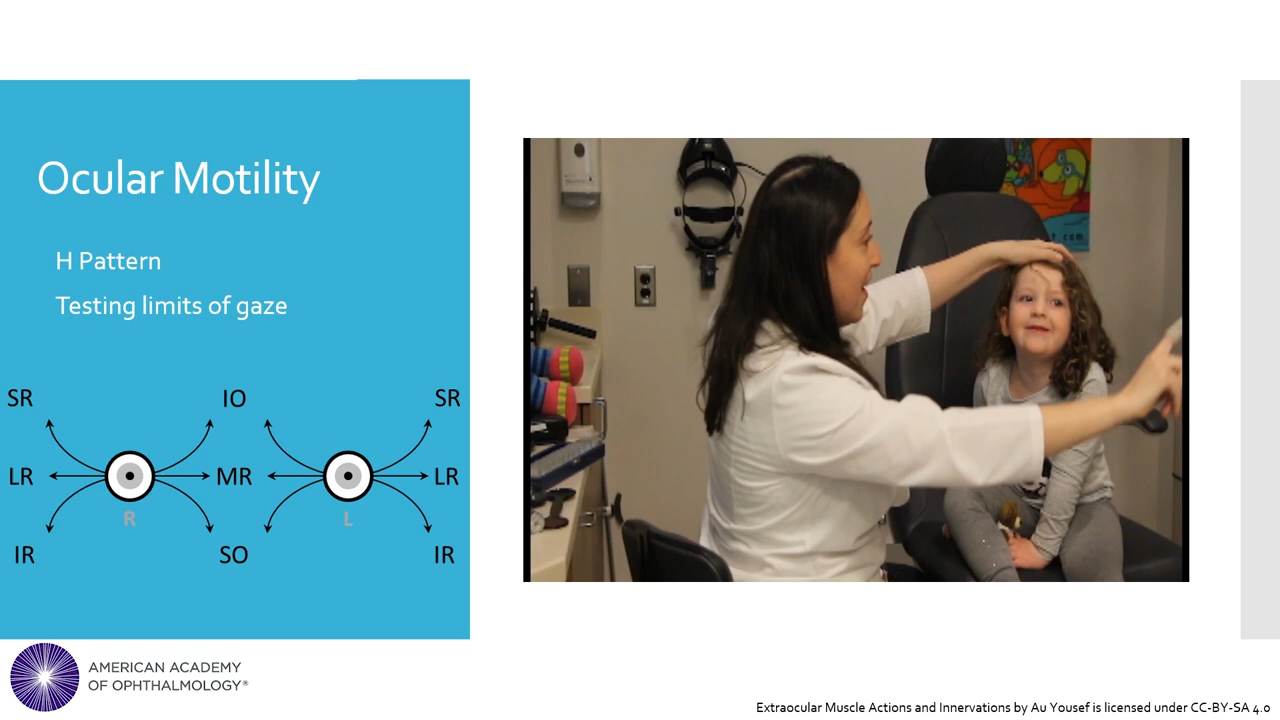 Ocular Motility
H Pattern
Testing limits of gaze
SR IO SR
LR MR LR
R L
IR SO IR
AMERICAN ACADEMY
OF OPHTHALMOLOGY®
Extraocular Muscle Actions and Innervations by Au Yousef is licensed under CC-BY-SA 4.0